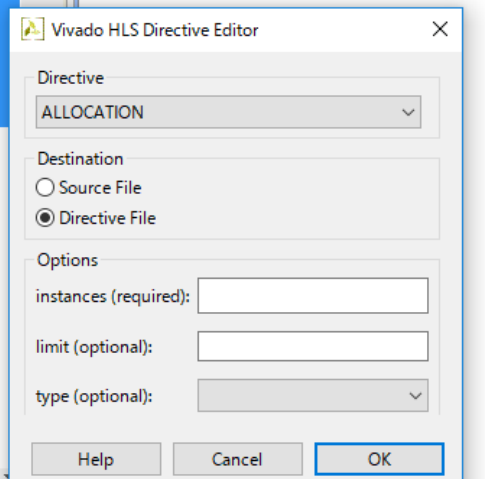 Vivado HLS Directive Editor
Directive
ALLOCATION
Destination
Source File
Directive File
Options
instances (required):
limit (optional):
type (optional):
Help Cancel OK